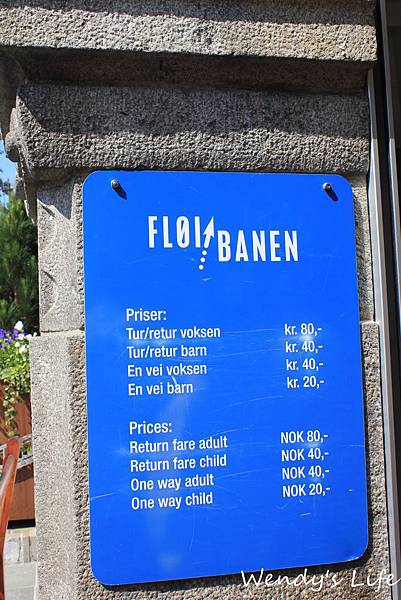 FLØI BANEN
Priser:
Tur/retur voksen kr. 80,-
Tur/retur barn kr. 40,-
En vei voksen kr. 40,-
En vei barn kr. 20,-
Prices:
Return fare adult NOK 80,-
Return fare child NOK 40,-
One way adult NOK 40,-
One way child NOK 20,-
Wendy's Life